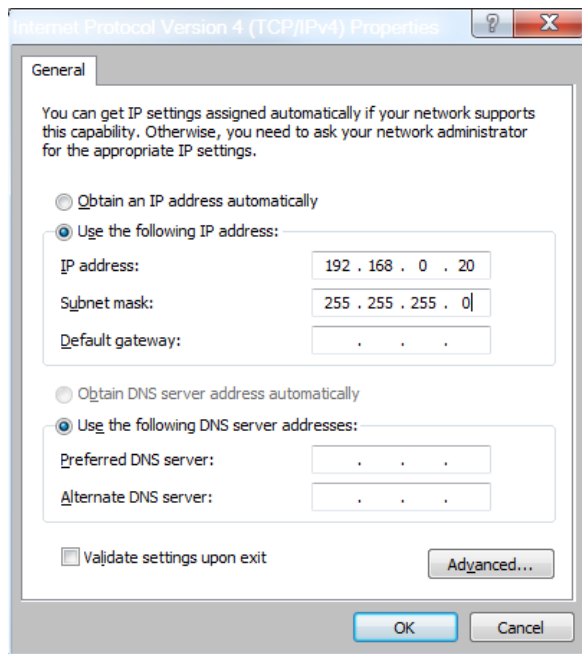 Internet Protocol Version 4 (TCP/IPv4) Properties
General
You can get IP settings assigned automatically if your network supports
this capability. Otherwise, you need to ask your network administrator
for the appropriate IP settings.
Obtain an IP address automatically
Use the following IP address:
IP address: 192 . 168 . 0 . 20
Subnet mask: 255 . 255 . 255 . 0
Default gateway: . . .
Obtain DNS server address automatically
Use the following DNS server addresses:
Preferred DNS server: . . .
Alternate DNS server: . . .
Validate settings upon exit
Advanced...
OK Cancel